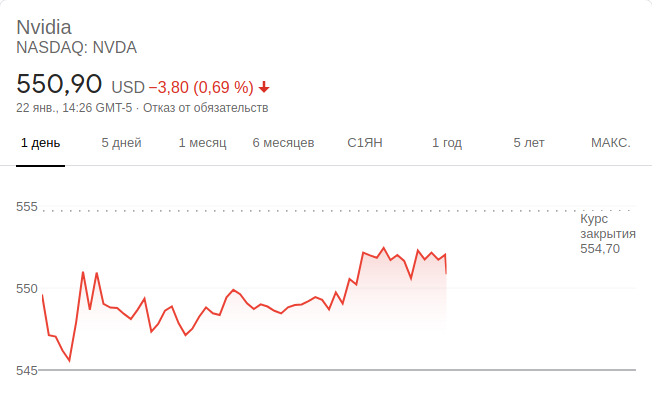 Nvidia
NASDAQ: NVDA
550,90 USD −3,80 (0,69 %)
22 янв., 14:26 GMT-5 · Отказ от обязательств
1 день 5 дней 1 месяц 6 месяцев С1ЯН 1 год 5 лет МАКС.
555
Курс
закрытия
554,70
550
545